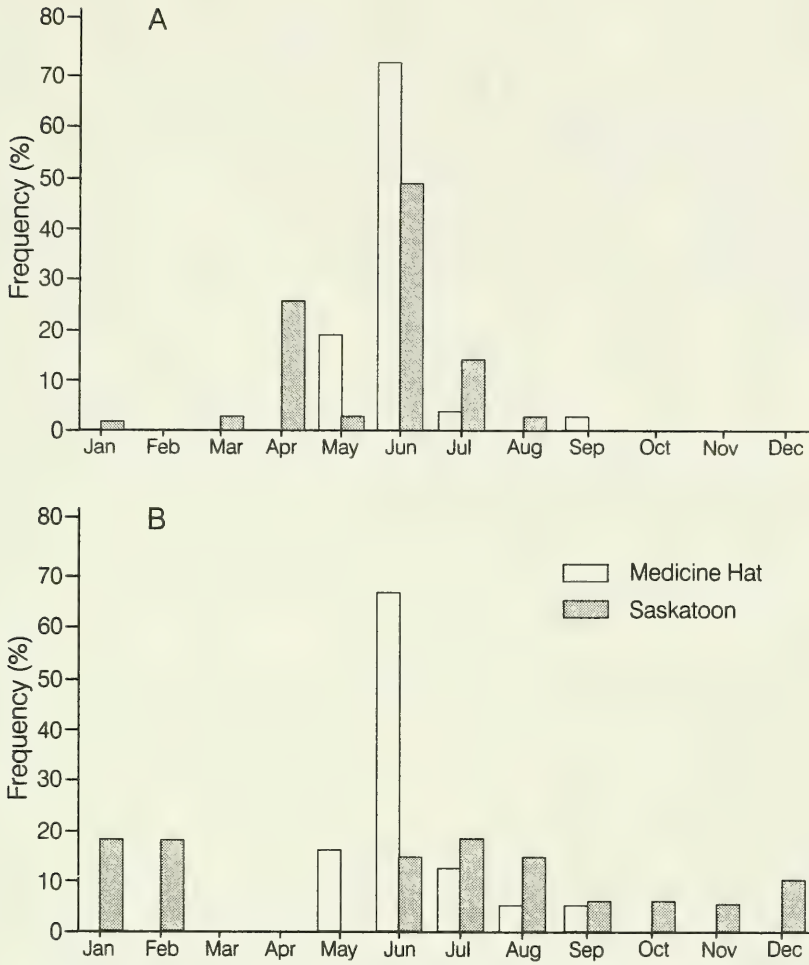 A
Frequency (%)
80
70
60
50
40
30
20
10
0
Jan Feb Mar Apr May Jun Jul Aug Sep Oct Nov Dec
B
Frequency (%)
80
70
60
50
40
30
20
10
0
Medicine Hat
Saskatoon
Jan Feb Mar Apr May Jun Jul Aug Sep Oct Nov Dec